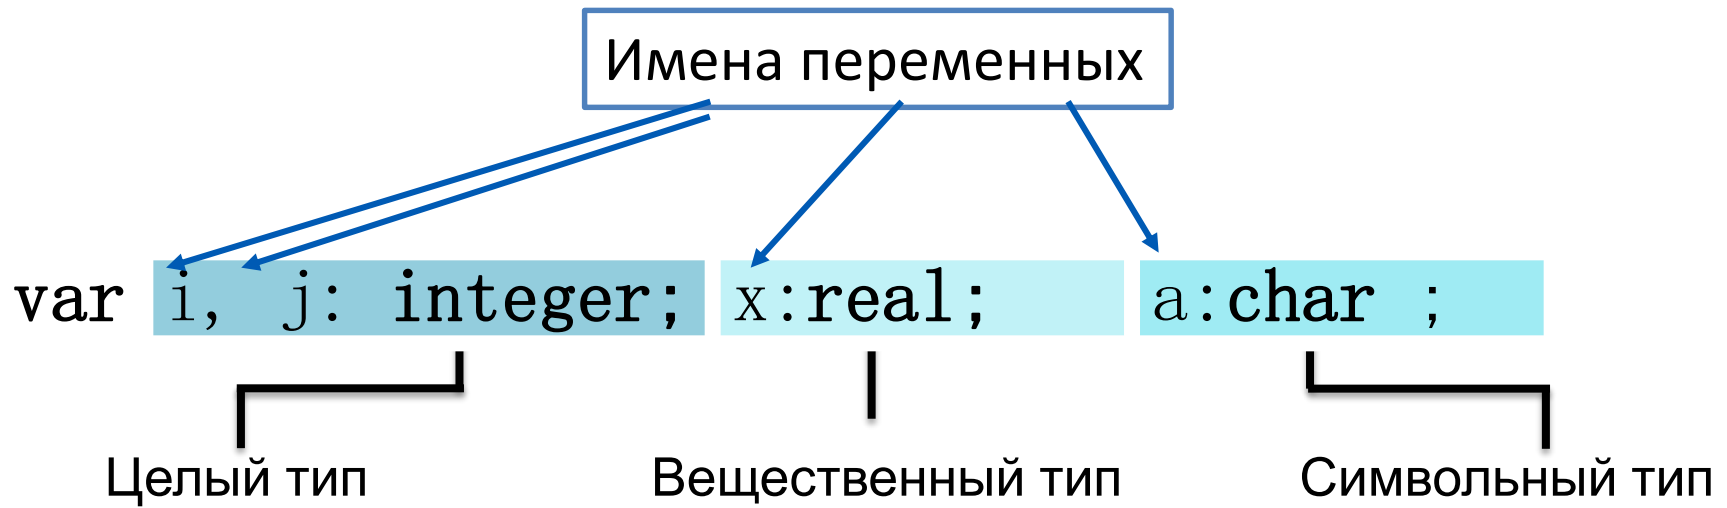 Имена переменных
var i, j: integer; x:real; a:char ;
Целый тип Вещественный тип Символьный тип